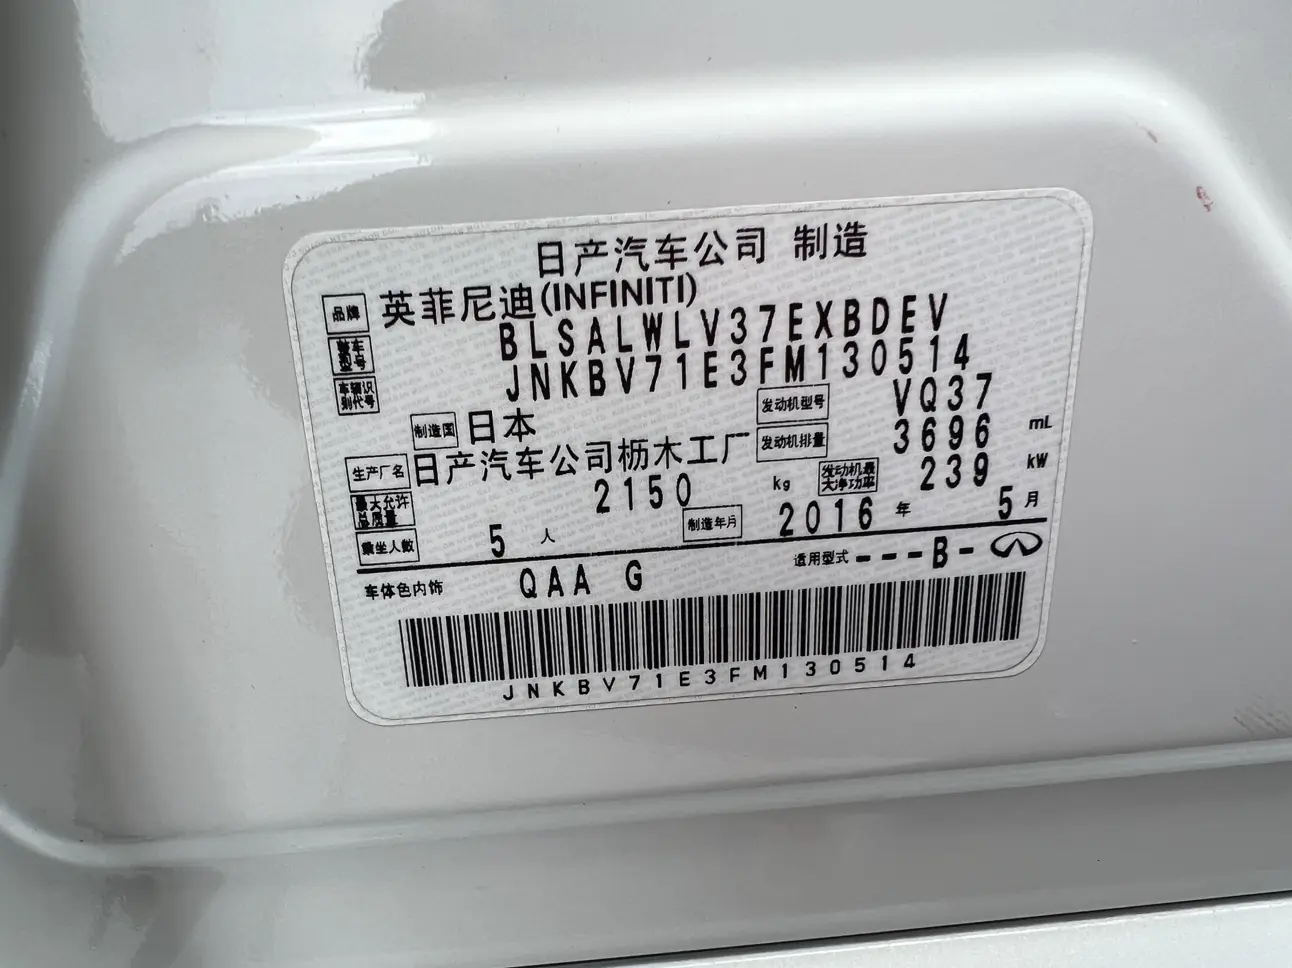 日产汽车公司 制造
品牌 英菲尼迪(INFINITI)
整车型号 BLSALWLV37EXBDEV
车辆识别代号 JNKBV71E3FM130514
制造国 日本 发动机型号 VQ37
生产厂名 日产汽车公司枥木工厂 发动机排量 3696 mL
最大允许总质量 2150 kg 发动机最大净功率 239 kW
乘坐人数 5 人 制造年月 2016 年 5 月
车体色内饰 QAA G 适用型式 ---B-
JNKBV71E3FM130514